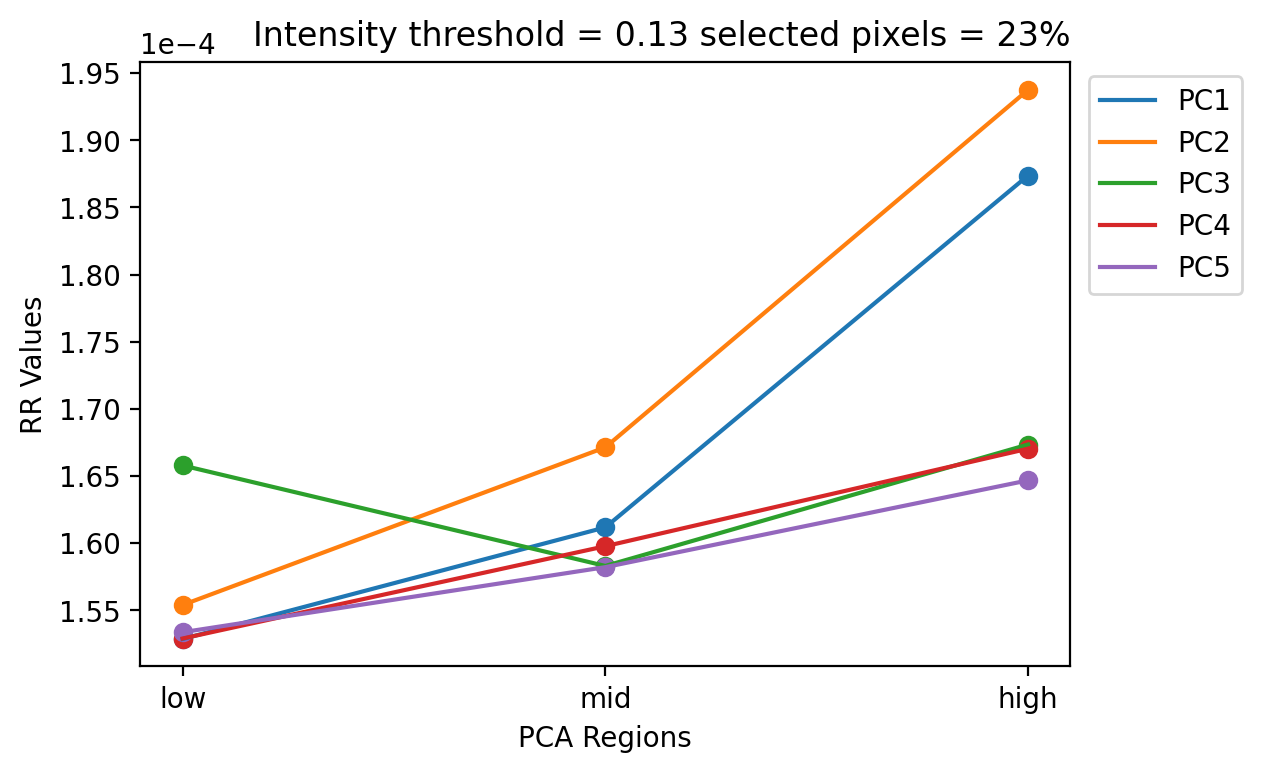 1e−4
Intensity threshold = 0.13 selected pixels = 23%
1.95
1.90
1.85
1.80
1.75
1.70
1.65
1.60
1.55
RR Values
low
mid
high
PCA Regions
PC1
PC2
PC3
PC4
PC5